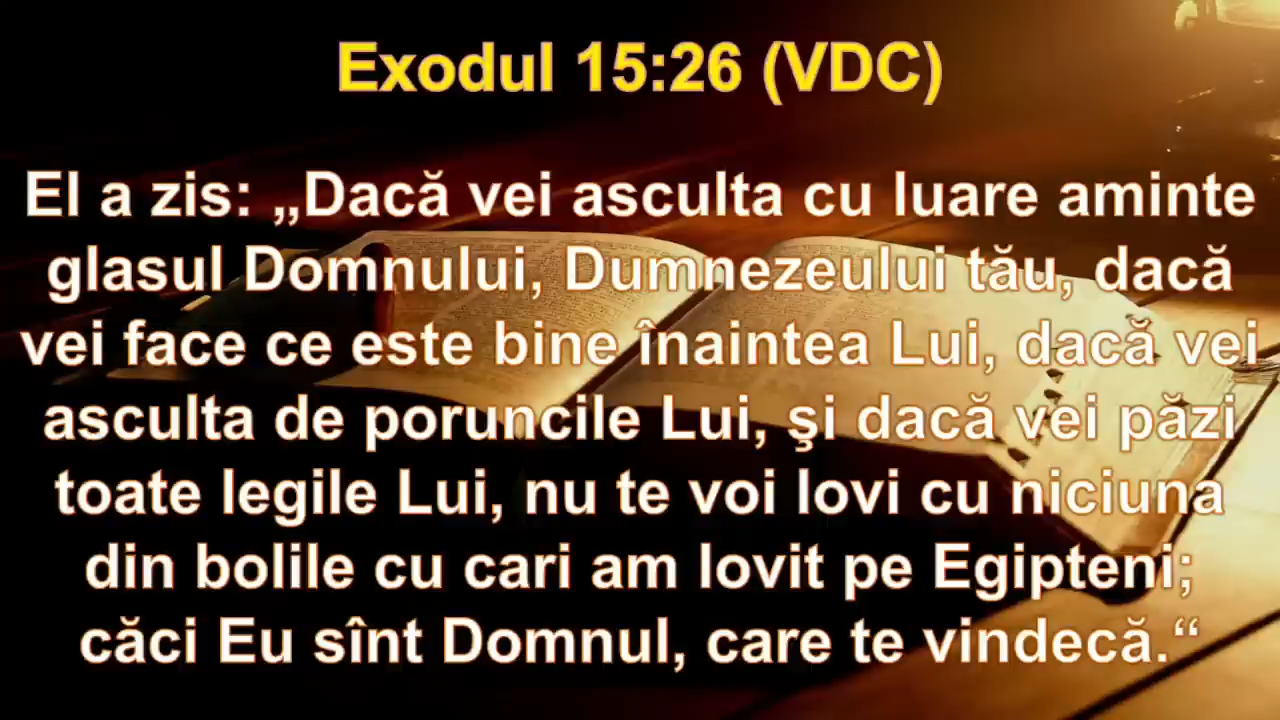 Exodul 15:26 (VDC)
El a zis: „Dacă vei asculta cu luare aminte
glasul Domnului, Dumnezeului tău, dacă
vei face ce este bine înaintea Lui, dacă vei
asculta de poruncile Lui, şi dacă vei păzi
toate legile Lui, nu te voi lovi cu niciuna
din bolile cu cari am lovit pe Egipteni;
căci Eu sînt Domnul, care te vindecă.“